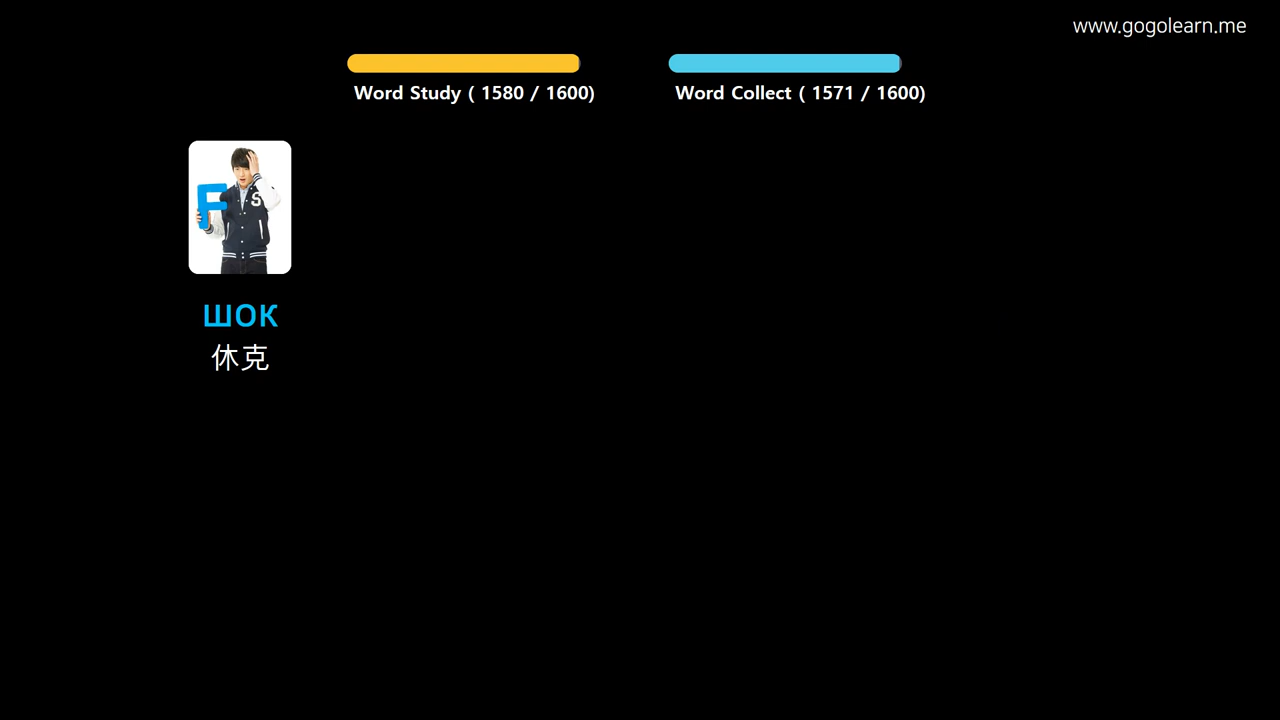 www.gogolearn.me
Word Study ( 1580 / 1600)
Word Collect ( 1571 / 1600)
F
S
шок
休克